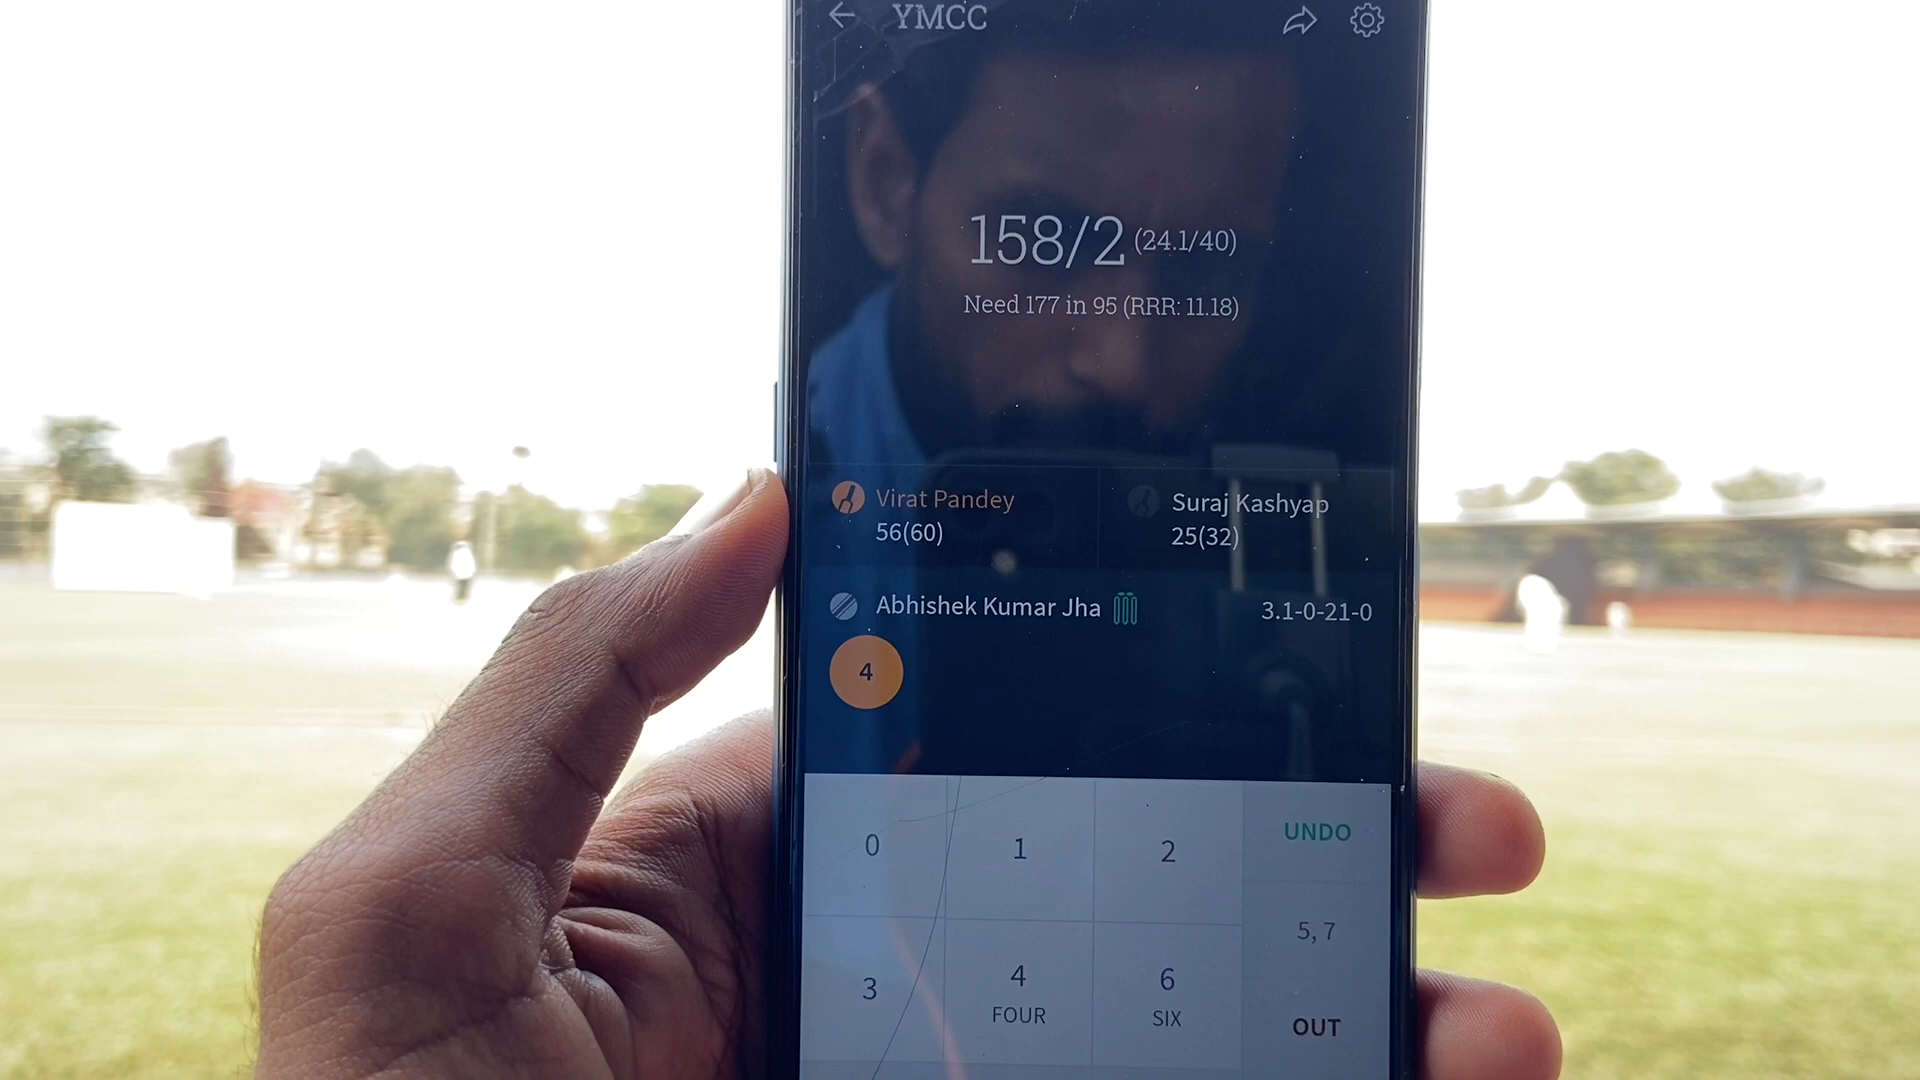 YMCC
158/2 (24.1/40)
Need 177 in 95 (RRR: 11.18)
Virat Pandey
56(60)
Suraj Kashyap
25(32)
Abhishek Kumar Jha 3.1-0-21-0
4
0 1 2 UNDO
5, 7
3 4 6
FOUR SIX OUT